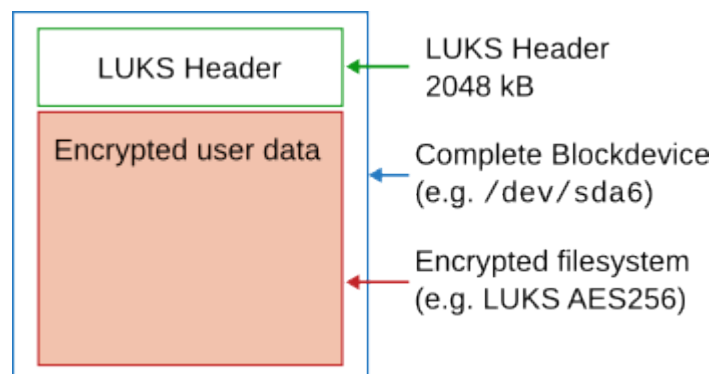 LUKS Header
LUKS Header
2048 kB
Encrypted user data
Complete Blockdevice
(e.g. /dev/sda6)
Encrypted filesystem
(e.g. LUKS AES256)